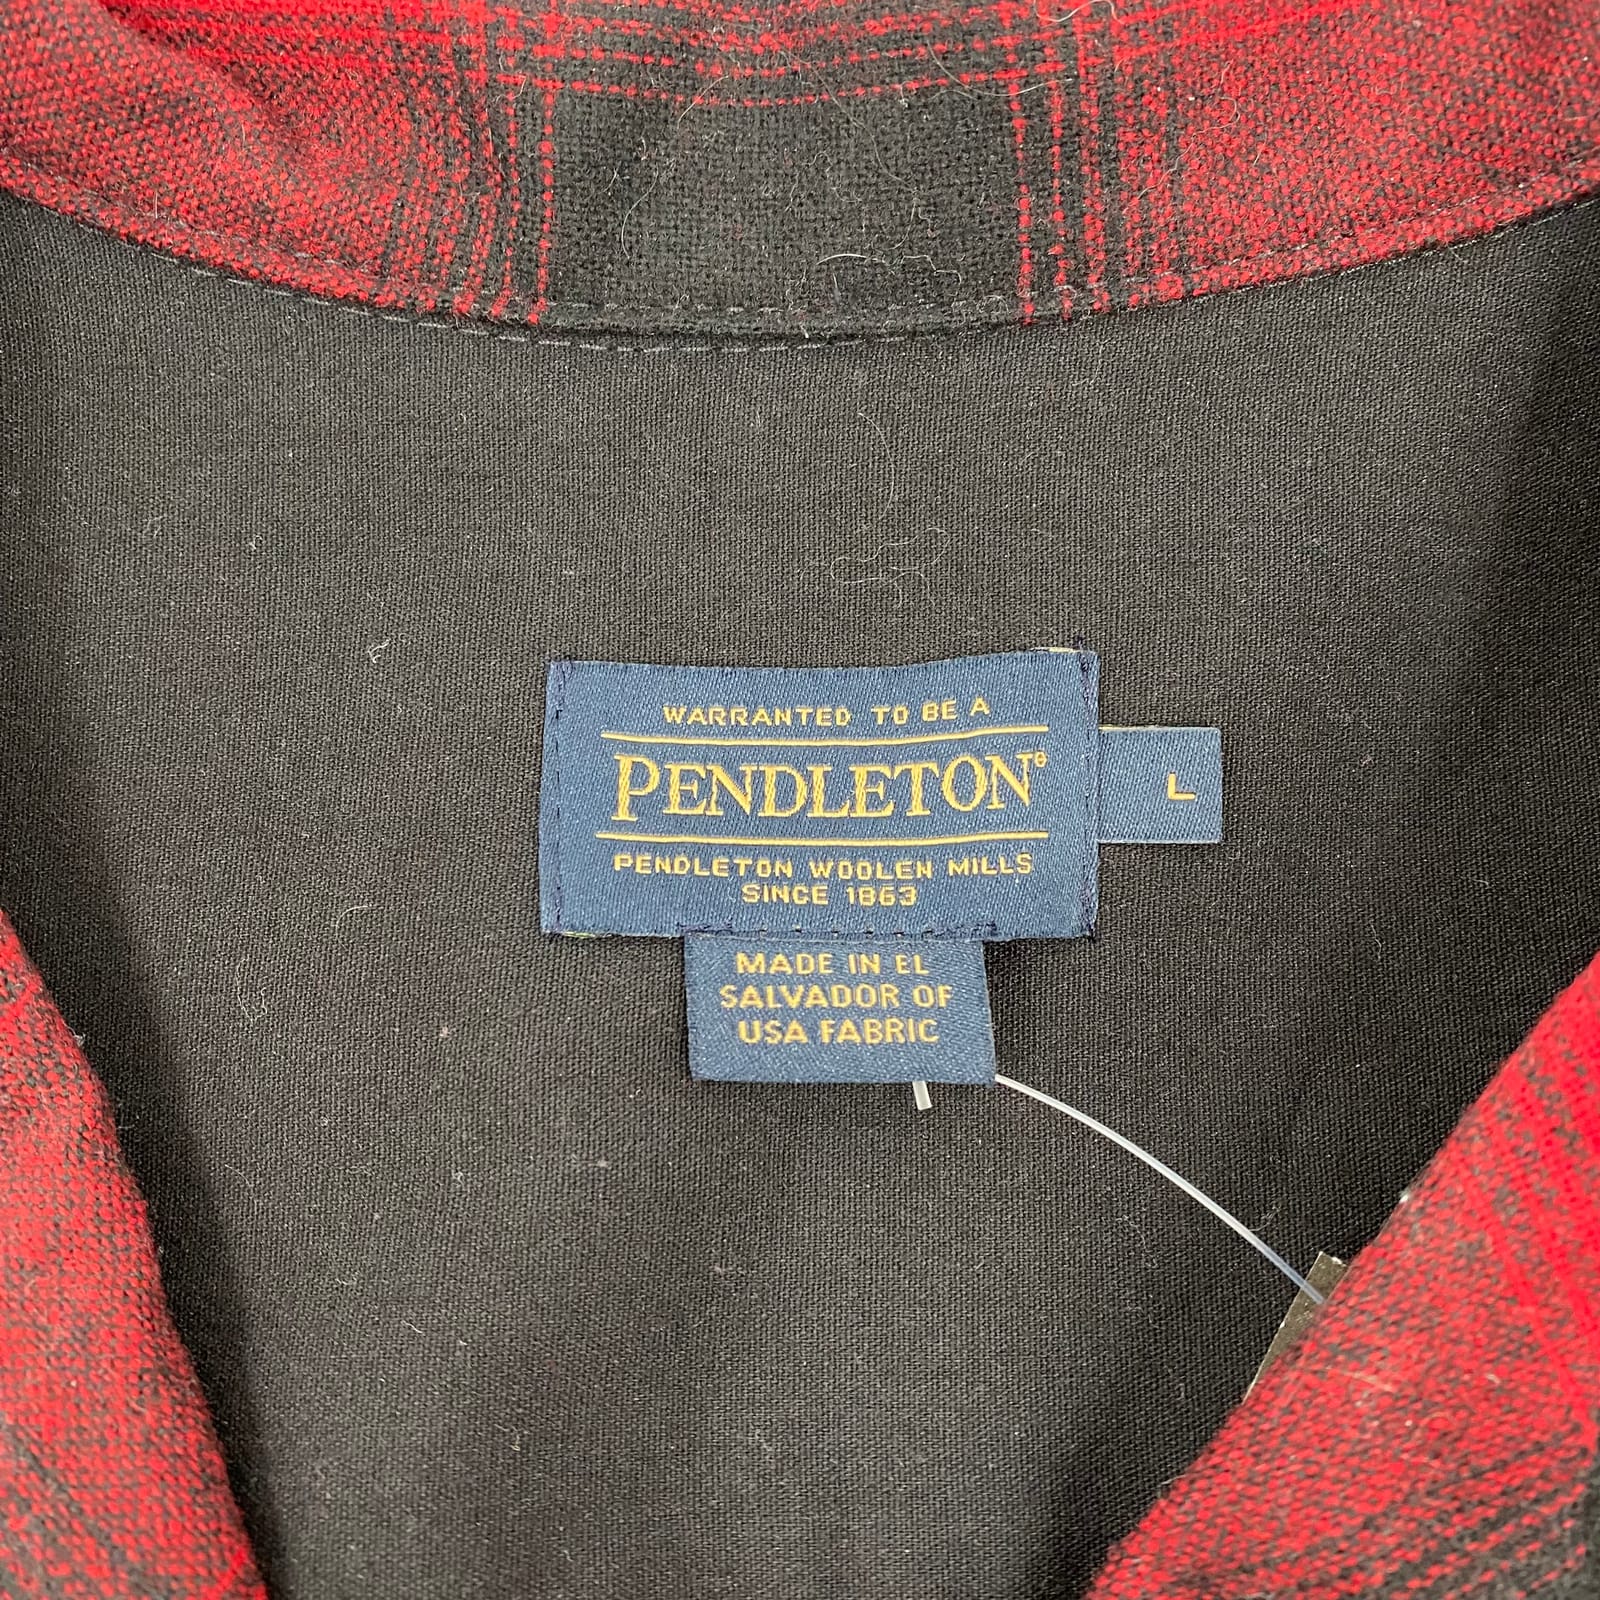 WARRANTED TO BE A
PENDLETON®
PENDLETON WOOLEN MILLS
SINCE 1863
L
MADE IN EL
SALVADOR OF
USA FABRIC